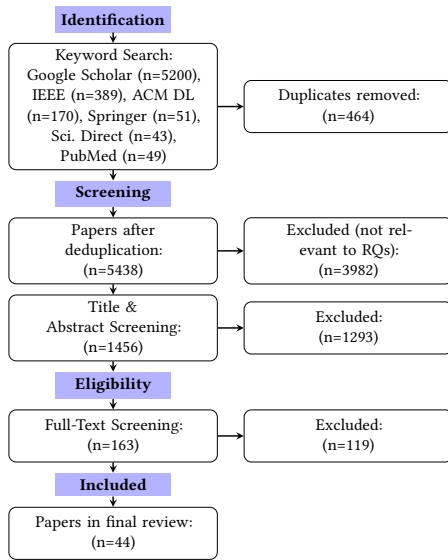 Identification
Keyword Search:
Google Scholar (n=5200),
IEEE (n=389), ACM DL
(n=170), Springer (n=51),
Sci. Direct (n=43),
PubMed (n=49)
Duplicates removed:
(n=464)
Screening
Papers after
deduplication:
(n=5438)
Excluded (not rel-
evant to RQs):
(n=3982)
Title &
Abstract Screening:
(n=1456)
Excluded:
(n=1293)
Eligibility
Full-Text Screening:
(n=163)
Excluded:
(n=119)
Included
Papers in final review:
(n=44)